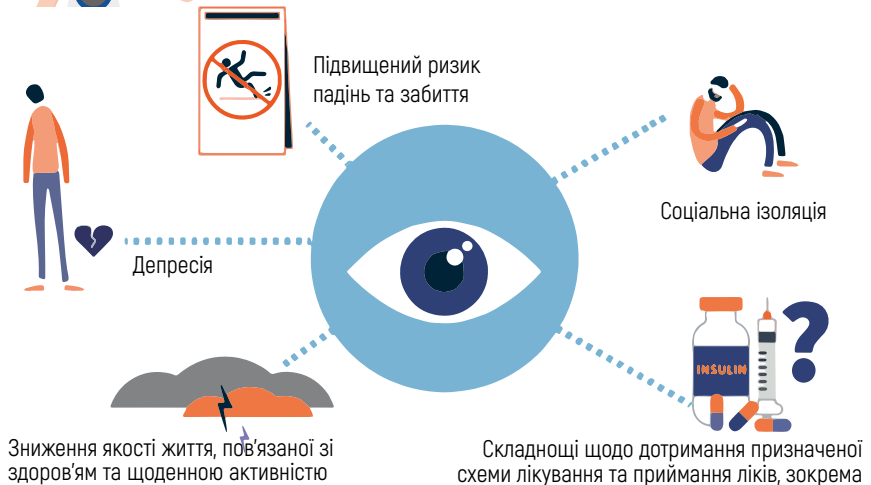 Підвищений ризик
падінь та забиття
Соціальна ізоляція
Депресія
INSULIN
Зниження якості життя, пов'язаної зі
здоров'ям та щоденною активністю
Складнощі щодо дотримання призначеної
схеми лікування та приймання ліків, зокрема